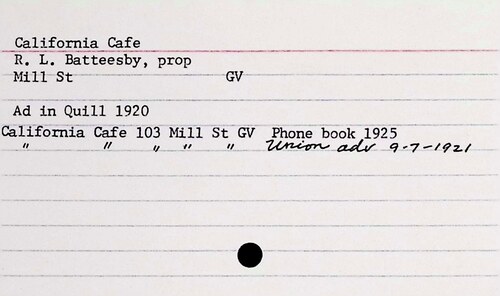 California Cafe
R. L. Batteesby, prop
Mill St GV
Ad in Quill 1920
California Cafe 103 Mill St GV Phone book 1925
" " " " " Union adv 9-7-1921